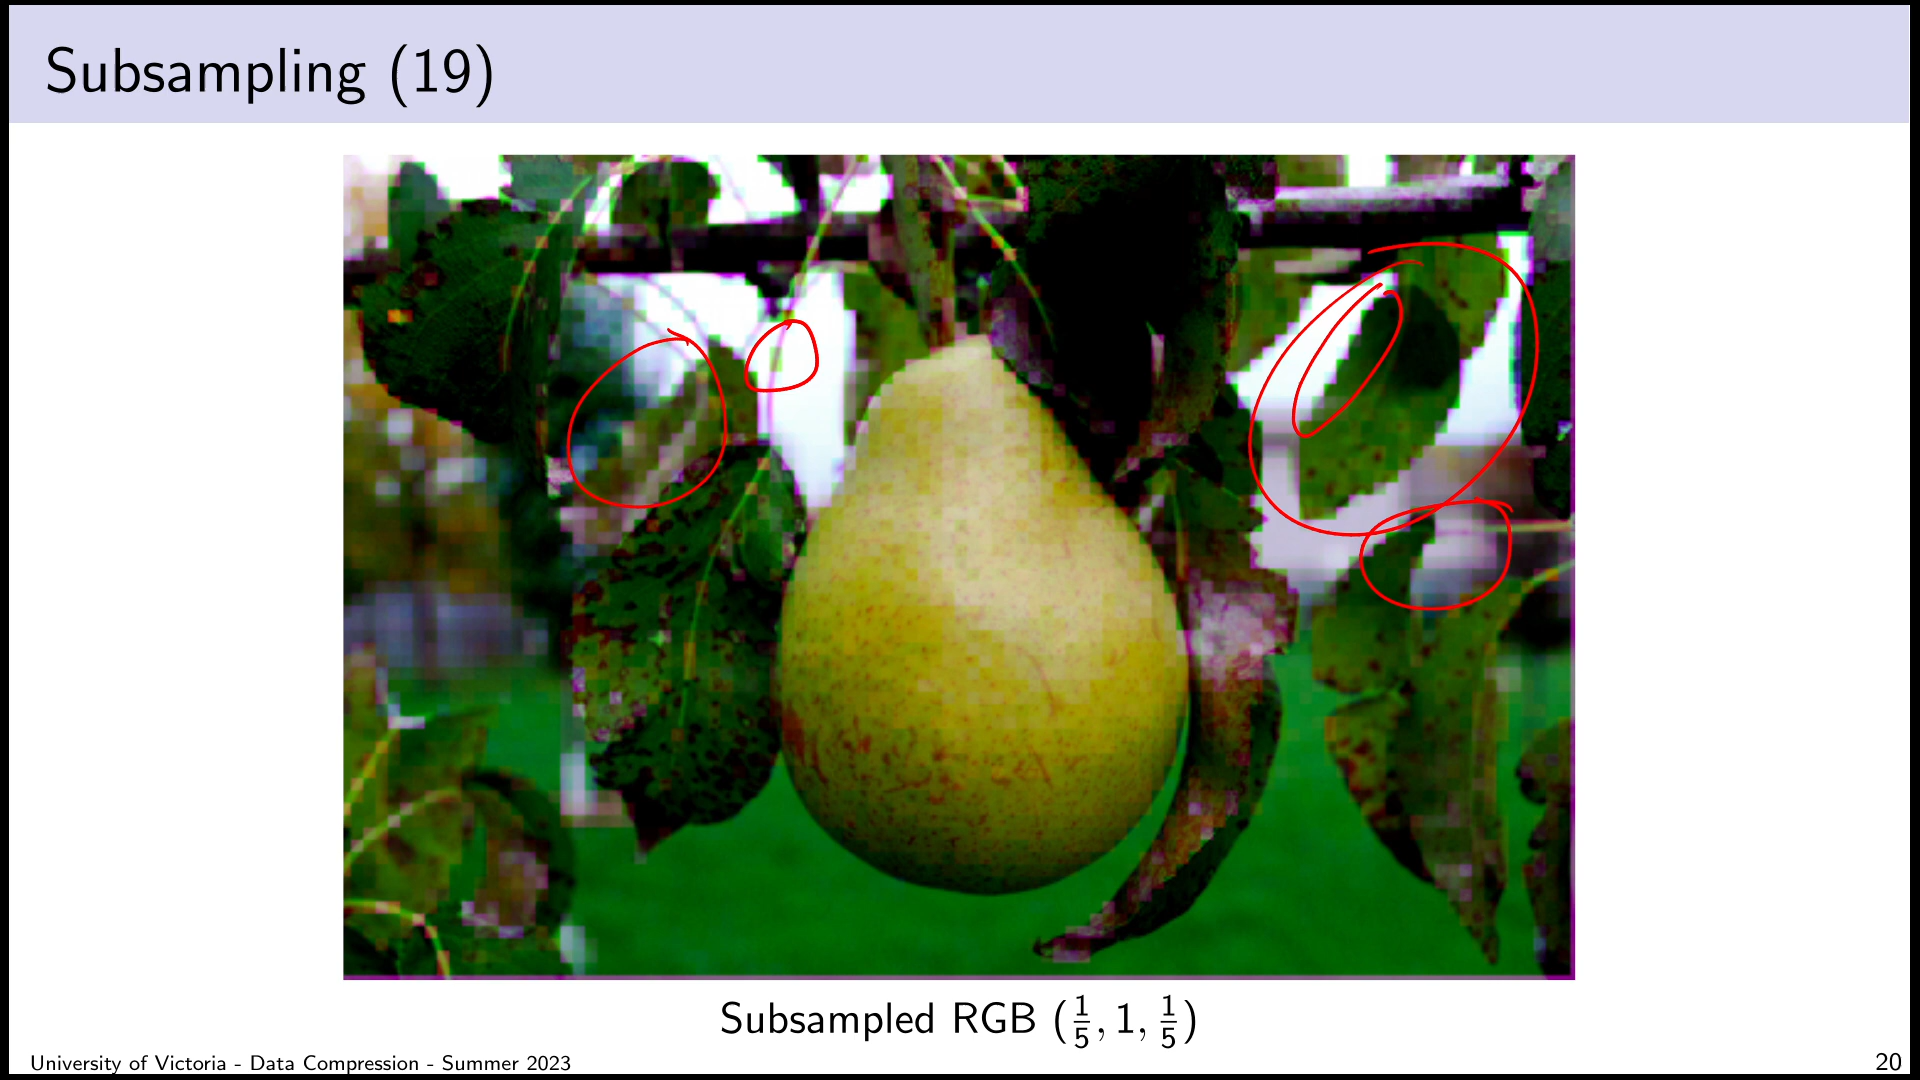 Subsampling (19)
Subsampled RGB (1/5, 1, 1/5)
University of Victoria - Data Compression - Summer 2023
20